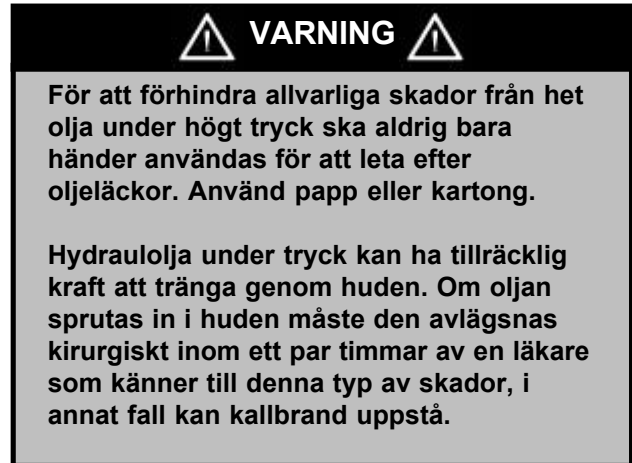 VARNING
För att förhindra allvarliga skador från het
olja under högt tryck ska aldrig bara
händer användas för att leta efter
oljeläckor. Använd papp eller kartong.
Hydraulolja under tryck kan ha tillräcklig
kraft att tränga genom huden. Om oljan
sprutas in i huden måste den avlägsnas
kirurgiskt inom ett par timmar av en läkare
som känner till denna typ av skador, i
annat fall kan kallbrand uppstå.